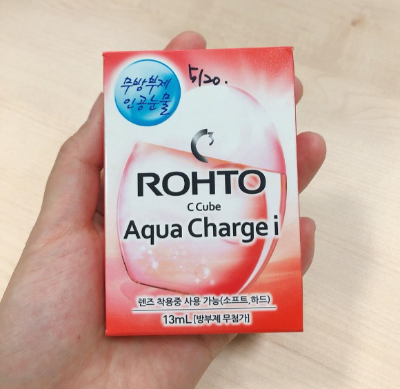 무방부제
인공눈물
5/20.
ROHTO
C Cube
Aqua Charge i
렌즈 착용중 사용 가능(소프트,하드)
13mL [방부제 무첨가]